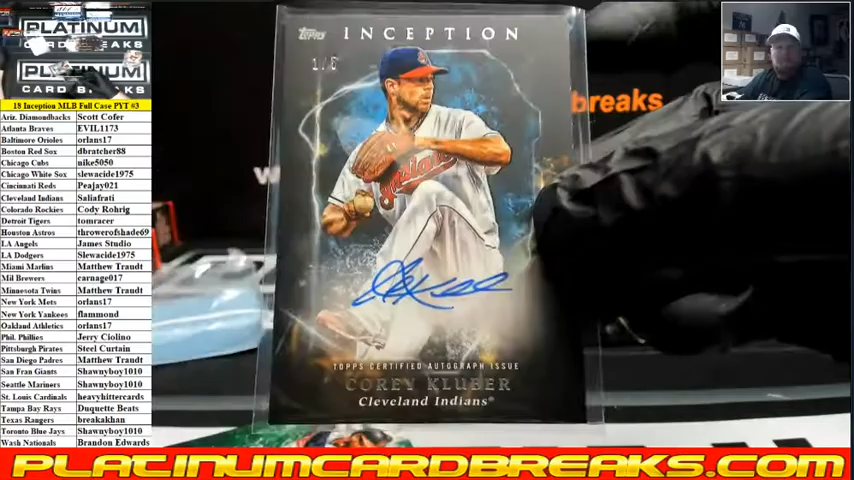 PLATINUM
CARD BREAKS
PLATINUM
CARD BREAKS
18 Inception MLB Full Case PYT #3
Ariz. Diamondbacks Scott Cofer
Atlanta Braves EVIL1173
Baltimore Orioles orlans17
Boston Red Sox dbratcher88
Chicago Cubs nike5050
Chicago White Sox slewacide1975
Cincinnati Reds Peajay021
Cleveland Indians Saliafrati
Colorado Rockies Cody Rohrig
Detroit Tigers tomracer
Houston Astros throwerofshade69
LA Angels James Studio
LA Dodgers Slewacide1975
Miami Marlins Matthew Traudt
Mil Brewers carnage017
Minnesota Twins Matthew Traudt
New York Mets orlans17
New York Yankees flammond
Oakland Athletics orlans17
Phil. Phillies Jerry Ciolino
Pittsburgh Pirates Steel Curtain
San Diego Padres Matthew Traudt
San Fran Giants Shawnyboy1010
Seattle Mariners Shawnyboy1010
St. Louis Cardinals heavyhittercards
Tampa Bay Rays Duquette Beats
Texas Rangers breakakhan
Toronto Blue Jays Shawnyboy1010
Wash Nationals Brandon Edwards
TOPPS INCEPTION
Indians
TOPPS CERTIFIED AUTOGRAPH ISSUE
COREY KLUBER
Cleveland Indians®
breaks
PLATINUMCARDBREAKS.COM